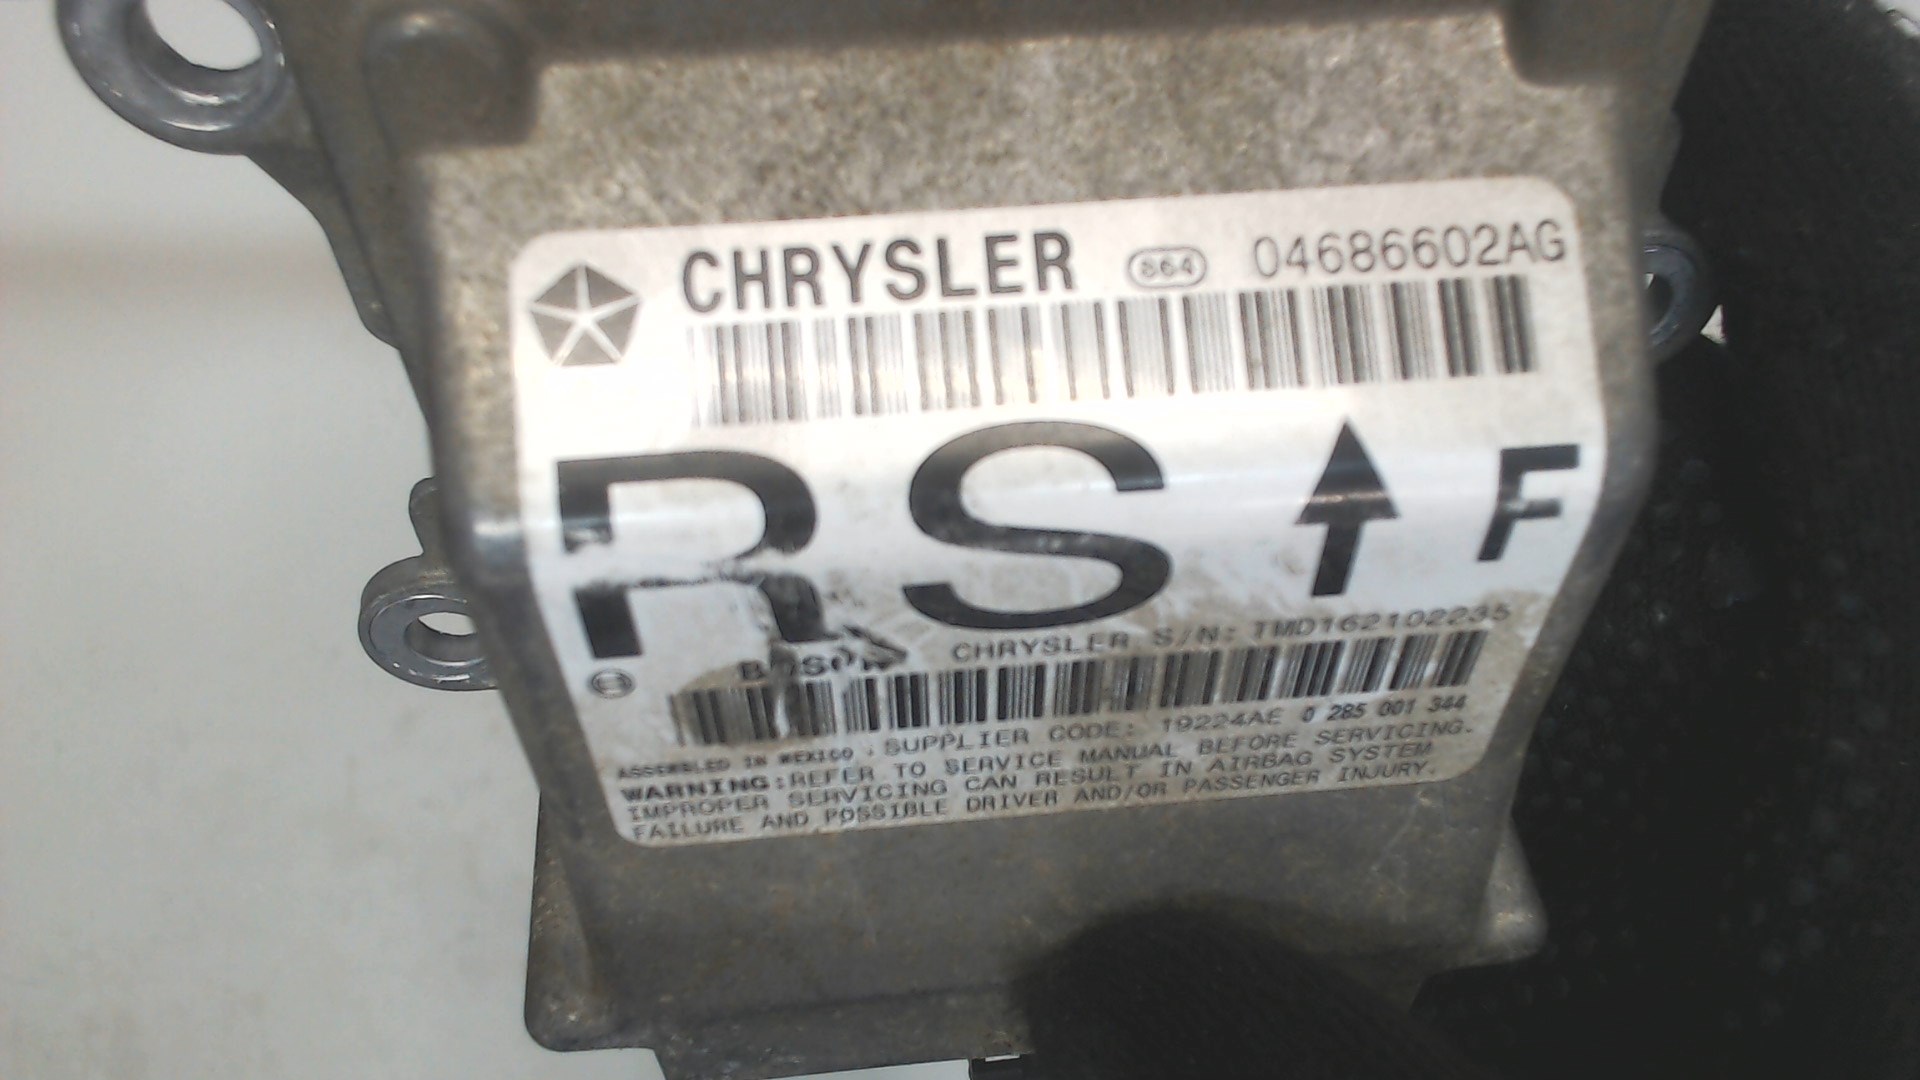 CHRYSLER 864 04686602AG
RS F
BOSCH CHRYSLER S/N: TMD162102235
ASSEMBLED IN MEXICO . SUPPLIER CODE: 19224AE 0 285 001 344
WARNING: REFER TO SERVICE MANUAL BEFORE SERVICING.
IMPROPER SERVICING CAN RESULT IN AIRBAG SYSTEM
FAILURE AND POSSIBLE DRIVER AND/OR PASSENGER INJURY.